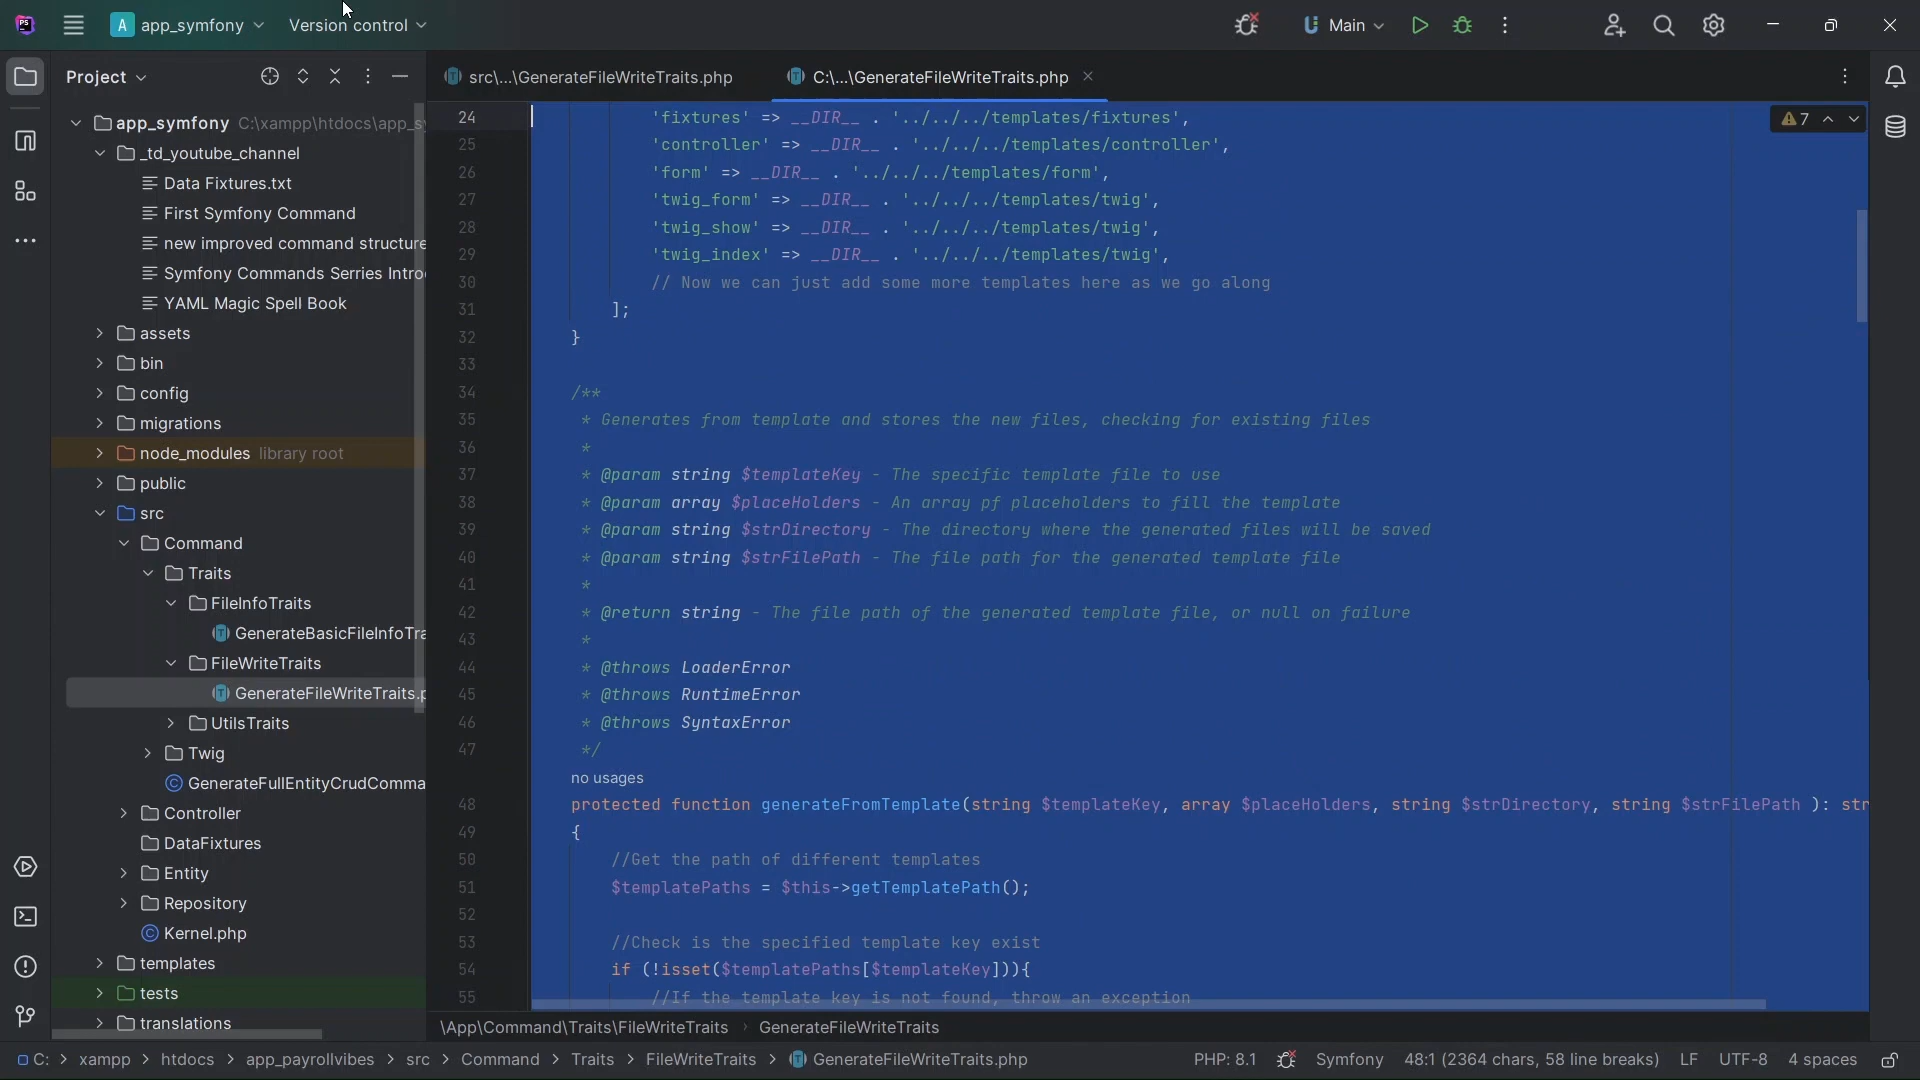 PS
A app_symfony
Version control
Main
Project
src\...\GenerateFileWriteTraits.php
C:\...\GenerateFileWriteTraits.php
app_symfony C:\xampp\htdocs\app_s
_td_youtube_channel
Data Fixtures.txt
First Symfony Command
new improved command structure
Symfony Commands Serries Intro
YAML Magic Spell Book
assets
bin
config
migrations
node_modules library root
public
src
Command
Traits
FileInfoTraits
GenerateBasicFileInfoTra
FileWriteTraits
GenerateFileWriteTraits.p
UtilsTraits
Twig
GenerateFullEntityCrudComma
Controller
DataFixtures
Entity
Repository
Kernel.php
templates
tests
translations
7
24 'fixtures' => __DIR__ . '../../../templates/fixtures',
25 'controller' => __DIR__ . '../../../templates/controller',
26 'form' => __DIR__ . '../../../templates/form',
27 'twig_form' => __DIR__ . '../../../templates/twig',
28 'twig_show' => __DIR__ . '../../../templates/twig',
29 'twig_index' => __DIR__ . '../../../templates/twig',
30 // Now we can just add some more templates here as we go along
31 ];
32 }
33
34 /**
35 * Generates from template and stores the new files, checking for existing files
36 *
37 * @param string $templateKey - The specific template file to use
38 * @param array $placeHolders - An array pf placeholders to fill the template
39 * @param string $strDirectory - The directory where the generated files will be saved
40 * @param string $strFilePath - The file path for the generated template file
41 *
42 * @return string - The file path of the generated template file, or null on failure
43 *
44 * @throws LoaderError
45 * @throws RuntimeError
46 * @throws SyntaxError
47 */
no usages
48 protected function generateFromTemplate(string $templateKey, array $placeHolders, string $strDirectory, string $strFilePath ): str
49 {
50 //Get the path of different templates
51 $templatePaths = $this->getTemplatePath();
52
53 //Check is the specified template key exist
54 if (!isset($templatePaths[$templateKey])){
55 //If the template key is not found, throw an exception
\App\Command\Traits\FileWriteTraits › GenerateFileWriteTraits
C: > xampp > htdocs > app_payrollvibes > src > Command > Traits > FileWriteTraits > GenerateFileWriteTraits.php
PHP: 8.1 Symfony 48:1 (2364 chars, 58 line breaks) LF UTF-8 4 spaces